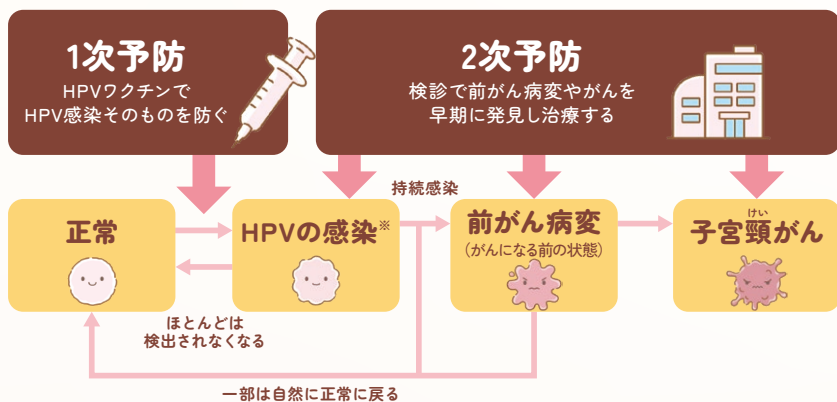 1次予防
HPVワクチンで
HPV感染そのものを防ぐ
2次予防
検診で前がん病変やがんを
早期に発見し治療する
持続感染
正常
HPVの感染※
前がん病変
(がんになる前の状態)
けい
子宮頸がん
ほとんどは
検出されなくなる
一部は自然に正常に戻る